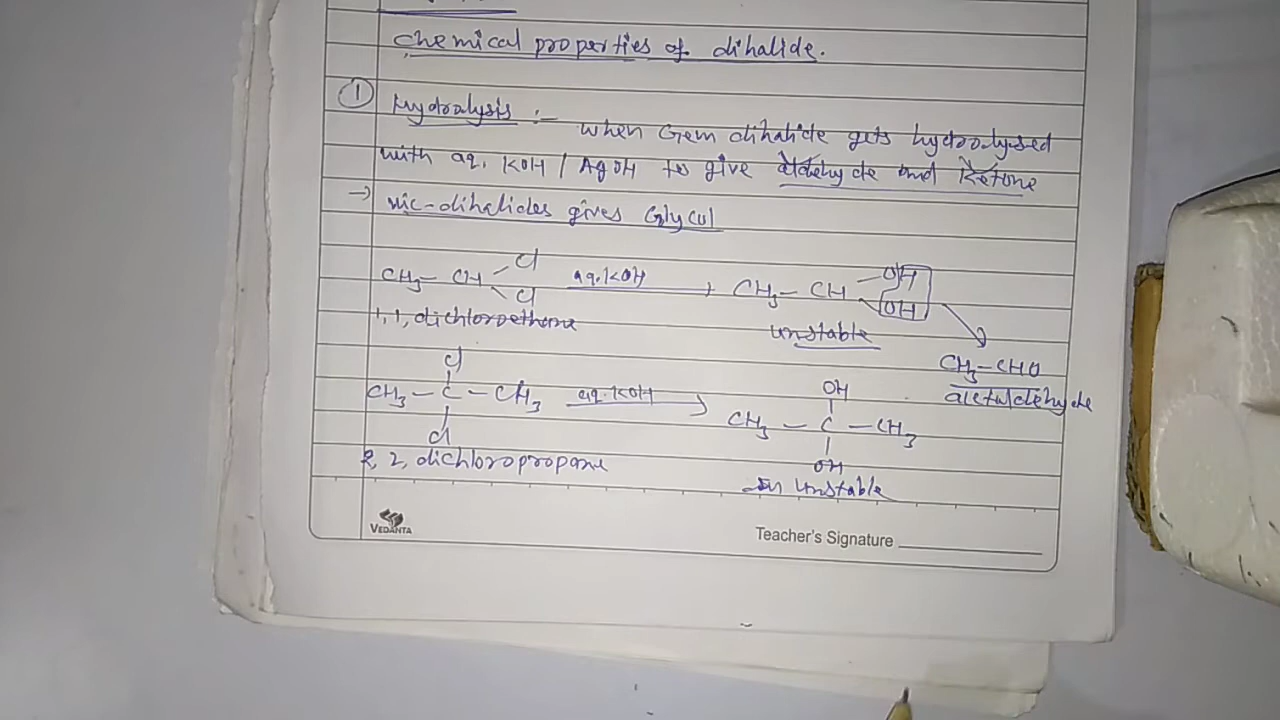 chemical properties of dihalide.
① Hydrolysis :- when Gem dihalide gets hydrolysed
with aq. KOH / AgOH to give aldehyde and Ketone
→ vic-dihalides gives Glycol
CH₃ – CH Cl Cl aq.KOH → CH₃ – CH OH OH
1,1, dichloroethane unstable
CH₃–CHO
acetaldehyde
Cl OH
CH₃ – C – CH₃ aq.KOH → CH₃ – C – CH₃
Cl OH
2, 2, dichloropropane Unstable
VEDANTA Teacher's Signature